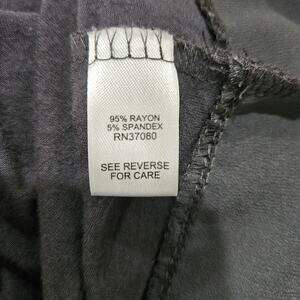 95% RAYON
5% SPANDEX
RN37080
SEE REVERSE
FOR CARE